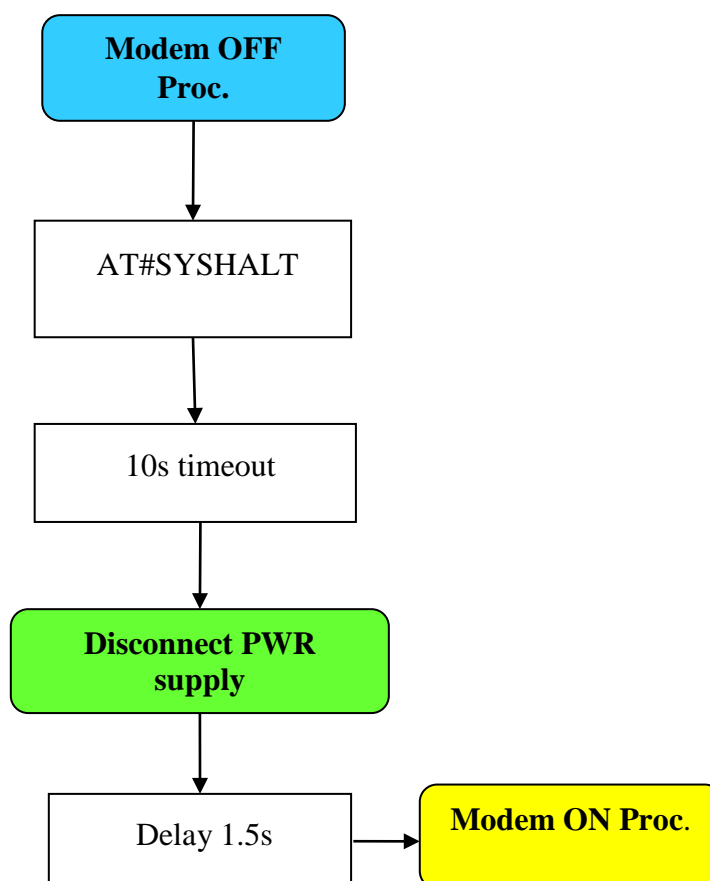 Modem OFF
Proc.
AT#SYSHALT
10s timeout
Disconnect PWR
supply
Delay 1.5s
Modem ON Proc.